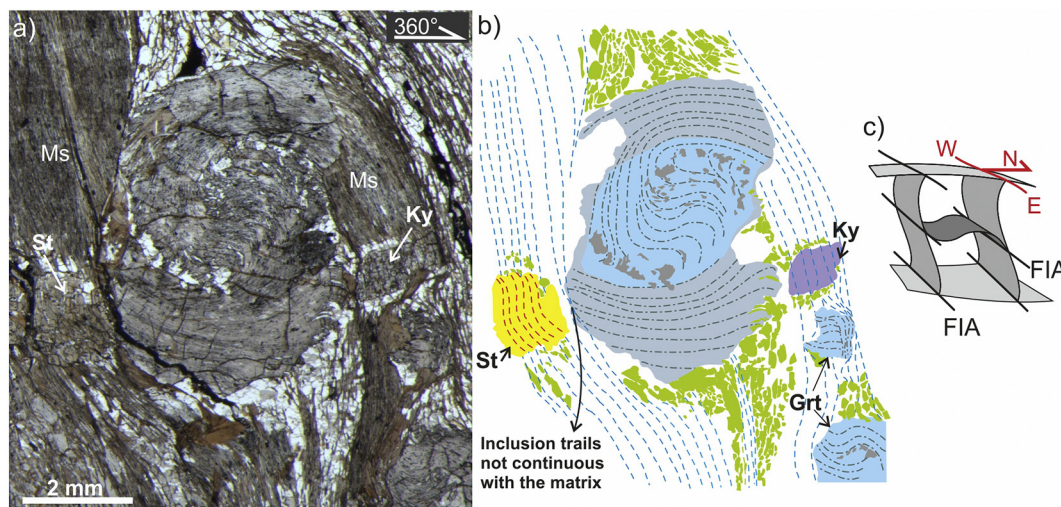 a)
360°
Ms
Ms
St
Ky
2 mm
b)
Ky
St
Grt
Inclusion trails
not continuous
with the matrix
c)
W
N
E
FIA
FIA